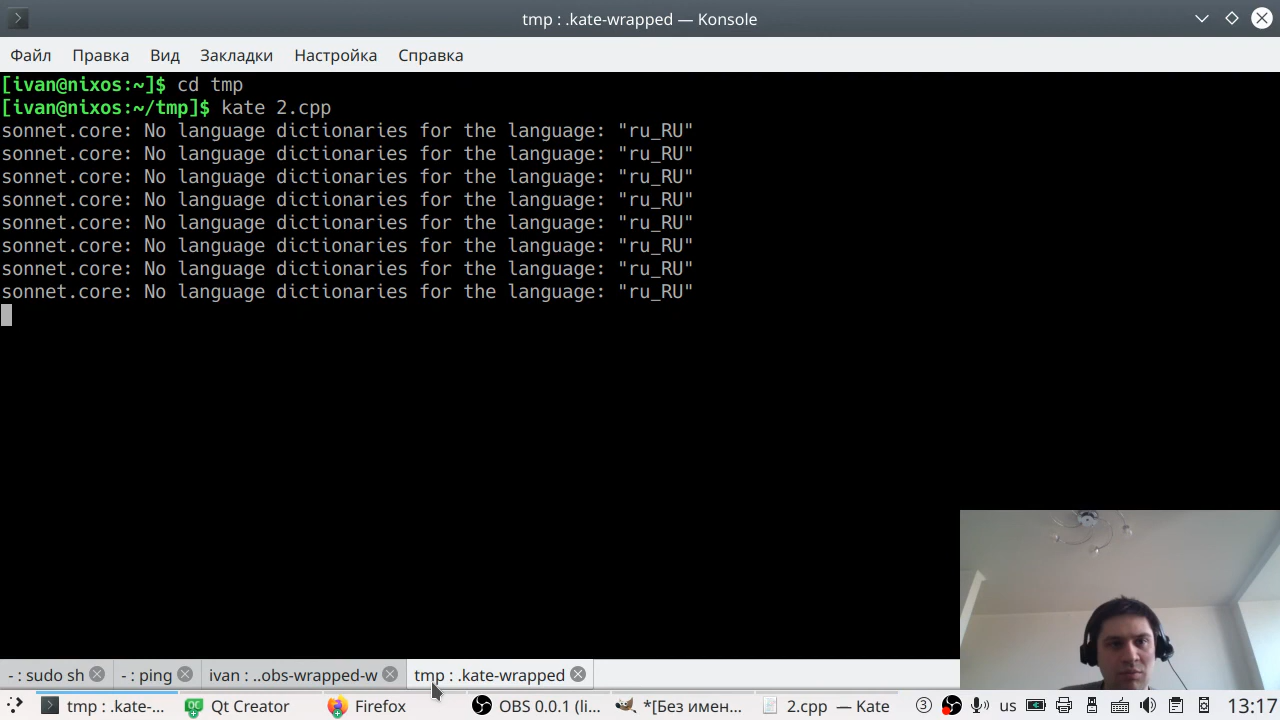 tmp : .kate-wrapped — Konsole
Файл Правка Вид Закладки Настройка Справка
[ivan@nixos:~]$ cd tmp
[ivan@nixos:~/tmp]$ kate 2.cpp
sonnet.core: No language dictionaries for the language: "ru_RU"
sonnet.core: No language dictionaries for the language: "ru_RU"
sonnet.core: No language dictionaries for the language: "ru_RU"
sonnet.core: No language dictionaries for the language: "ru_RU"
sonnet.core: No language dictionaries for the language: "ru_RU"
sonnet.core: No language dictionaries for the language: "ru_RU"
sonnet.core: No language dictionaries for the language: "ru_RU"
sonnet.core: No language dictionaries for the language: "ru_RU"
- : sudo sh - : ping ivan : ..obs-wrapped-w tmp : .kate-wrapped
tmp : .kate-... Qt Creator Firefox OBS 0.0.1 (li... *[Без имен... 2.cpp — Kate 3 us 13:17